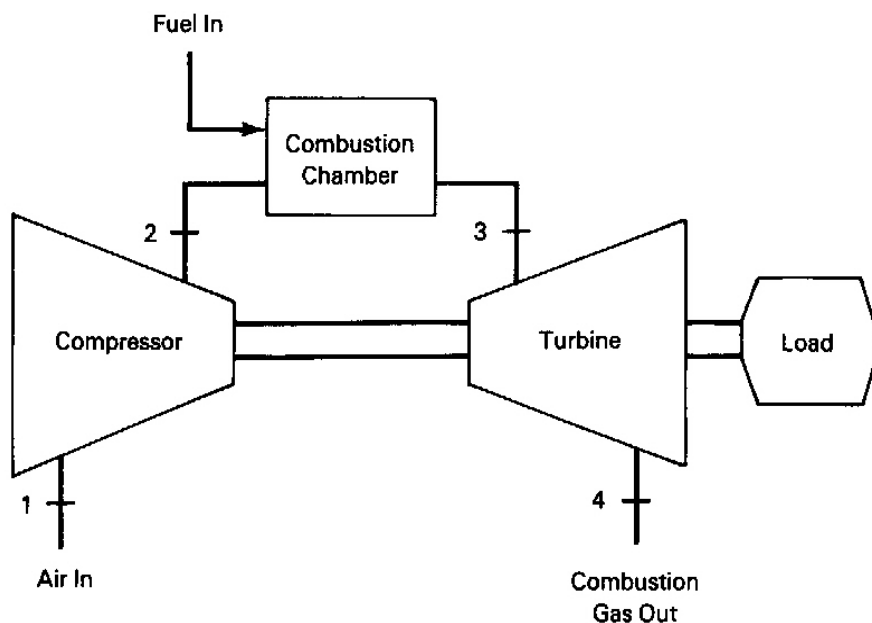 Fuel In
Combustion
Chamber
2
3
Compressor
Turbine
Load
1
4
Air In
Combustion
Gas Out